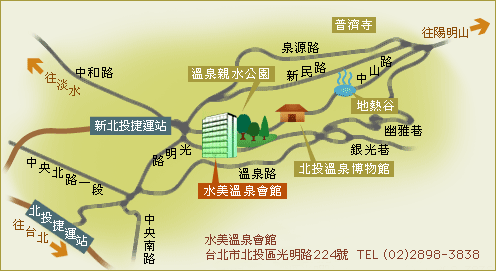 普濟寺
往陽明山
泉源路
中和路
溫泉親水公園
新民路
中山路
往淡水
地熱谷
新北投捷運站
幽雅巷
光明路
銀光巷
中央北路一段
北投溫泉博物館
溫泉路
水美溫泉會館
北投捷運站
中央南路
往台北
水美溫泉會館
台北市北投區光明路224號 TEL (02)2898-3838